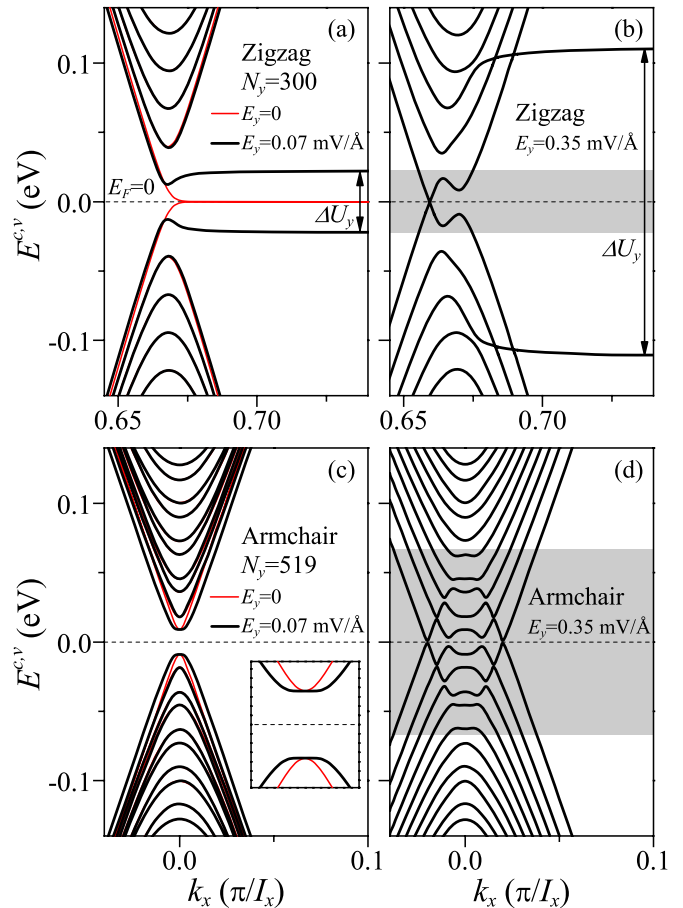 (a)
Zigzag
N_y=300
E_y=0
E_y=0.07 mV/Å
E_F=0
ΔU_y
0.1
0.0
-0.1
E^{c,v} (eV)
0.65
0.70
(b)
Zigzag
E_y=0.35 mV/Å
ΔU_y
0.65
0.70
(c)
Armchair
N_y=519
E_y=0
E_y=0.07 mV/Å
0.1
0.0
-0.1
E^{c,v} (eV)
0.0
0.1
k_x (π/I_x)
(d)
Armchair
E_y=0.35 mV/Å
0.0
0.1
k_x (π/I_x)